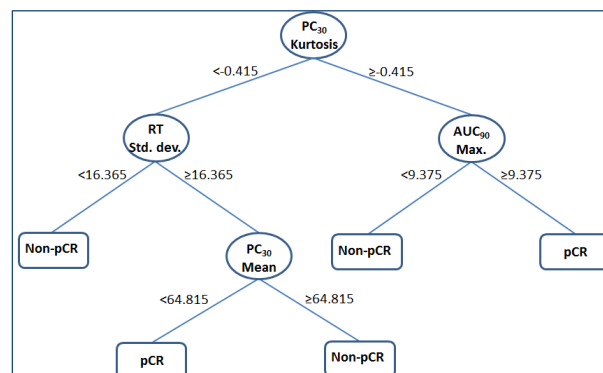 PC₃₀
Kurtosis
<-0.415
≥-0.415
RT
Std. dev.
AUC₉₀
Max.
<16.365
≥16.365
<9.375
≥9.375
Non-pCR
PC₃₀
Mean
Non-pCR
pCR
<64.815
≥64.815
pCR
Non-pCR